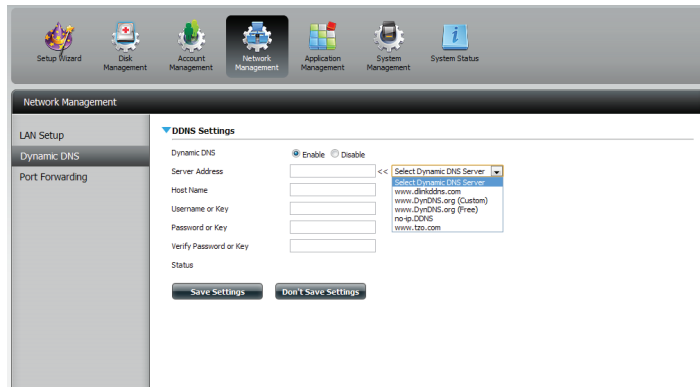 Setup Wizard
Disk Management
Account Management
Network Management
Application Management
System Management
System Status
Network Management
LAN Setup
Dynamic DNS
Port Forwarding
DDNS Settings
Dynamic DNS Enable Disable
Server Address << Select Dynamic DNS Server
Select Dynamic DNS Server
www.dlinkddns.com
www.DynDNS.org (Custom)
www.DynDNS.org (Free)
no-ip.DDNS
www.tzo.com
Host Name
Username or Key
Password or Key
Verify Password or Key
Status
Save Settings Don't Save Settings